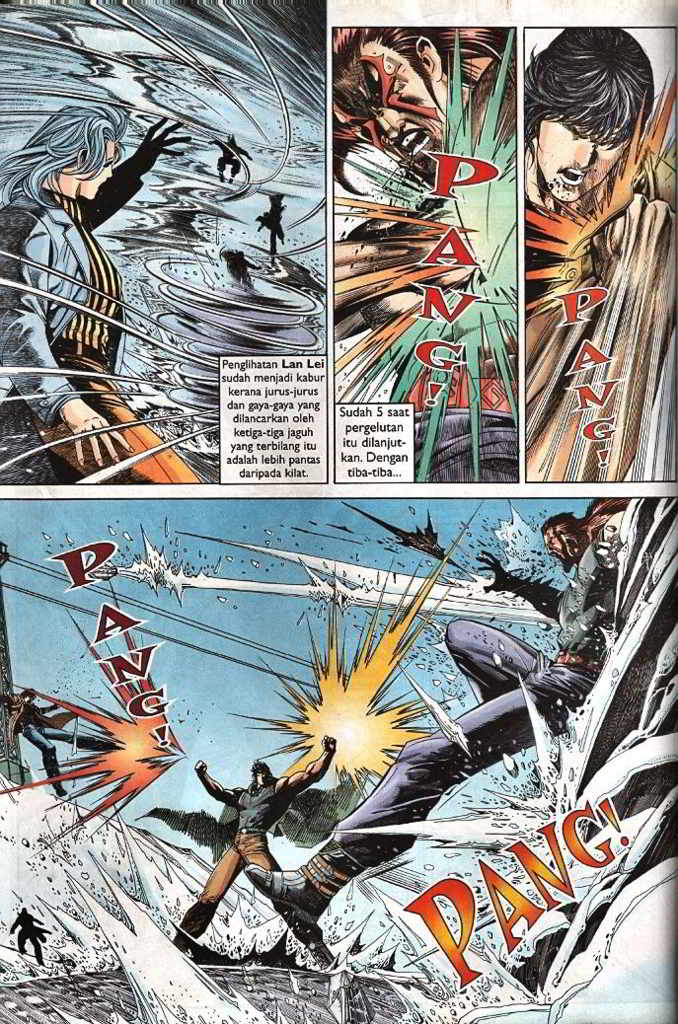 Penglihatan Lan Lei
sudah menjadi kabur
kerana jurus-jurus
dan gaya-gaya yang
dilancarkan oleh
ketiga-tiga jaguh
yang terbilang itu
adalah lebih pantas
daripada kilat.
PANG!
Sudah 5 saat
pergelutan
itu dilanjut-
kan. Dengan
tiba-tiba...
PANG!
PANG!
PANG!